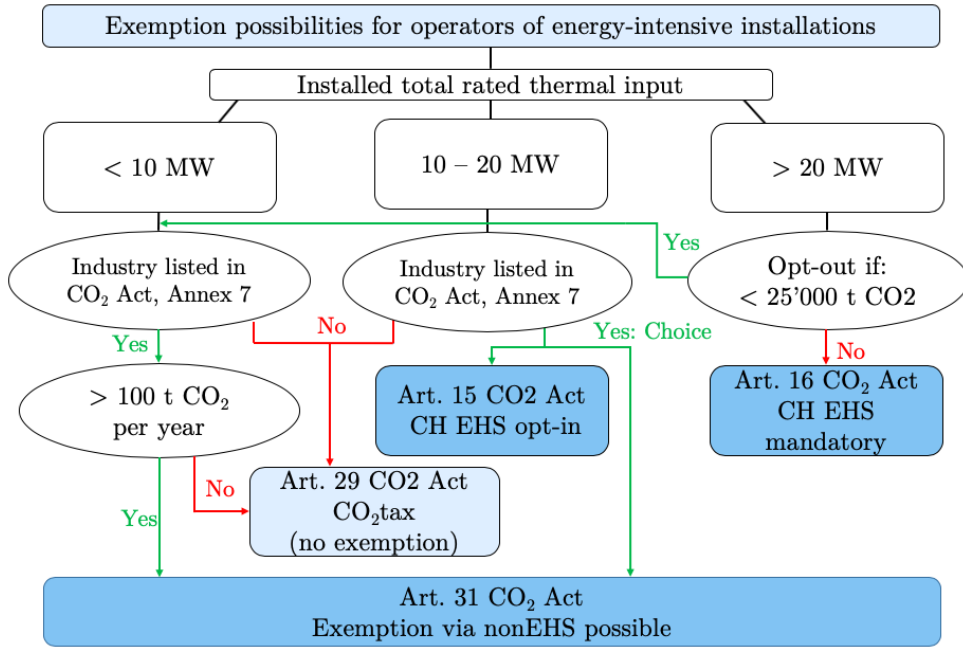 Exemption possibilities for operators of energy-intensive installations
Installed total rated thermal input
< 10 MW
10 – 20 MW
> 20 MW
Yes
Industry listed in
CO₂ Act, Annex 7
Industry listed in
CO₂ Act, Annex 7
Opt-out if:
< 25'000 t CO2
No
Yes
Yes: Choice
No
> 100 t CO₂
per year
Art. 15 CO2 Act
CH EHS opt-in
Art. 16 CO₂ Act
CH EHS
mandatory
No
Yes
Art. 29 CO2 Act
CO₂tax
(no exemption)
Art. 31 CO₂ Act
Exemption via nonEHS possible